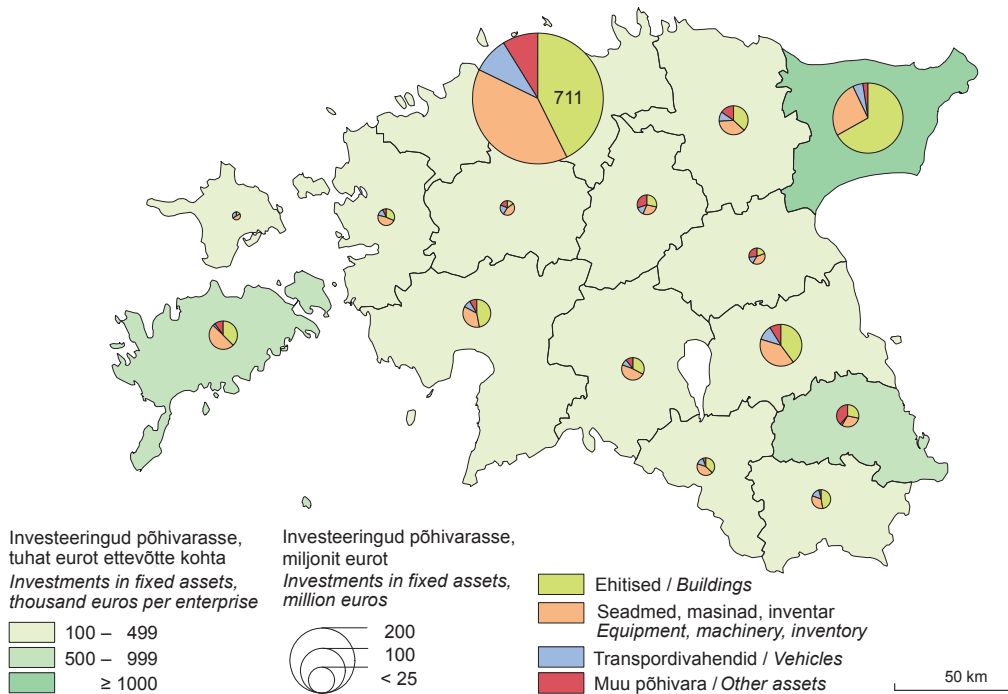 711
Investeeringud põhivarasse,
tuhat eurot ettevõtte kohta
Investments in fixed assets,
thousand euros per enterprise
100 – 499
500 – 999
≥ 1000
Investeeringud põhivarasse,
miljonit eurot
Investments in fixed assets,
million euros
200
100
< 25
Ehitised / Buildings
Seadmed, masinad, inventar
Equipment, machinery, inventory
Transpordivahendid / Vehicles
Muu põhivara / Other assets
50 km